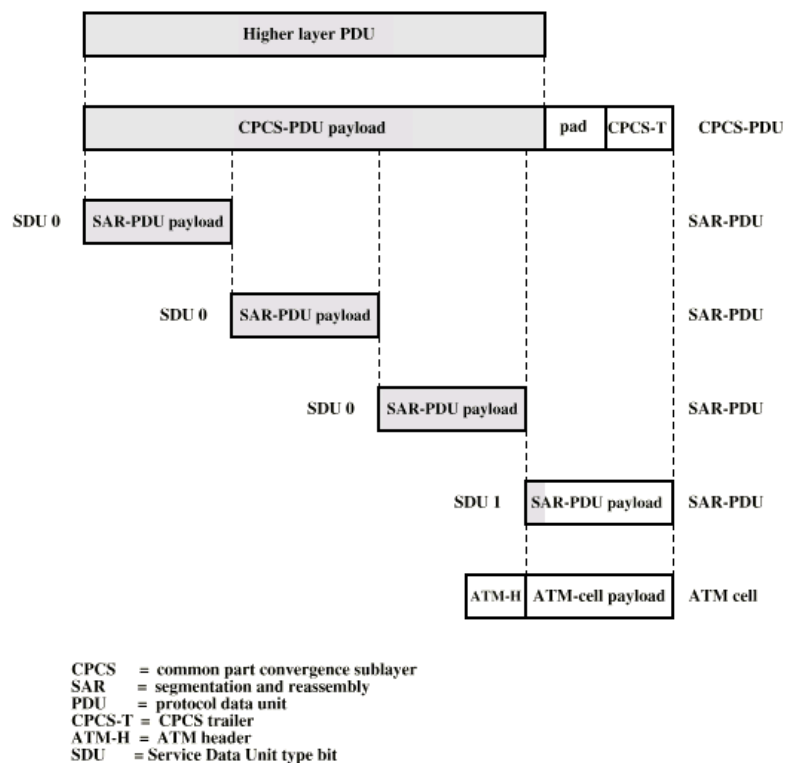 Higher layer PDU
CPCS-PDU payload pad CPCS-T CPCS-PDU
SDU 0 SAR-PDU payload SAR-PDU
SDU 0 SAR-PDU payload SAR-PDU
SDU 0 SAR-PDU payload SAR-PDU
SDU 1 SAR-PDU payload SAR-PDU
ATM-H ATM-cell payload ATM cell
CPCS = common part convergence sublayer
SAR = segmentation and reassembly
PDU = protocol data unit
CPCS-T = CPCS trailer
ATM-H = ATM header
SDU = Service Data Unit type bit